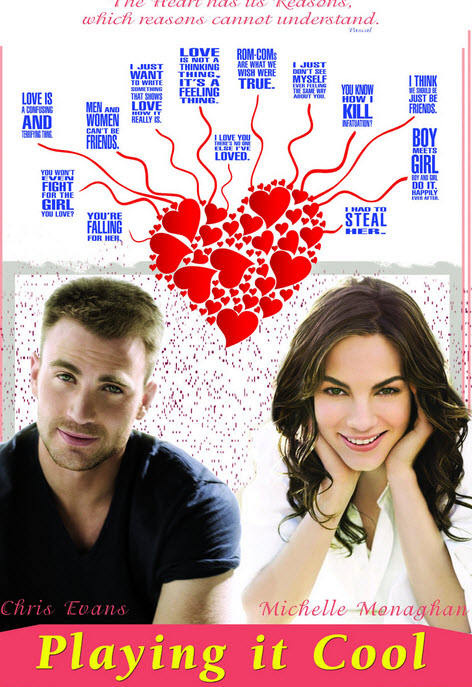 The Heart has its Reasons,
which reasons cannot understand.
Pascal
LOVE IS
A CONFUSING
AND
TERRIFYING THING.
MEN AND
WOMEN
CAN'T BE
FRIENDS.
I JUST
WANT
TO WRITE
SOMETHING
THAT SHOWS
LOVE HOW
IT REALLY IS.
LOVE
IS NOT A
THINKING
THING.
IT'S A
FEELING
THING.
I LOVE YOU
THERE'S NO ONE
ELSE I'VE
LOVED.
ROM-COMs
ARE WHAT WE
WISH WERE
TRUE.
I JUST
DON'T SEE
MYSELF
EVER FEELING
THE SAME WAY
ABOUT YOU.
YOU KNOW
HOW I
KILL
INFATUATION?
I THINK
WE SHOULD BE
JUST BE
FRIENDS.
YOU WON'T
EVEN
FIGHT
FOR THE
GIRL
YOU LOVE?
YOU'RE
FALLING
FOR HER.
I HAD TO
STEAL
HER.
BOY
MEETS
GIRL
BOY AND GIRL
DO IT.
HAPPILY
EVER AFTER.
Chris Evans
Michelle Monaghan
Playing it Cool